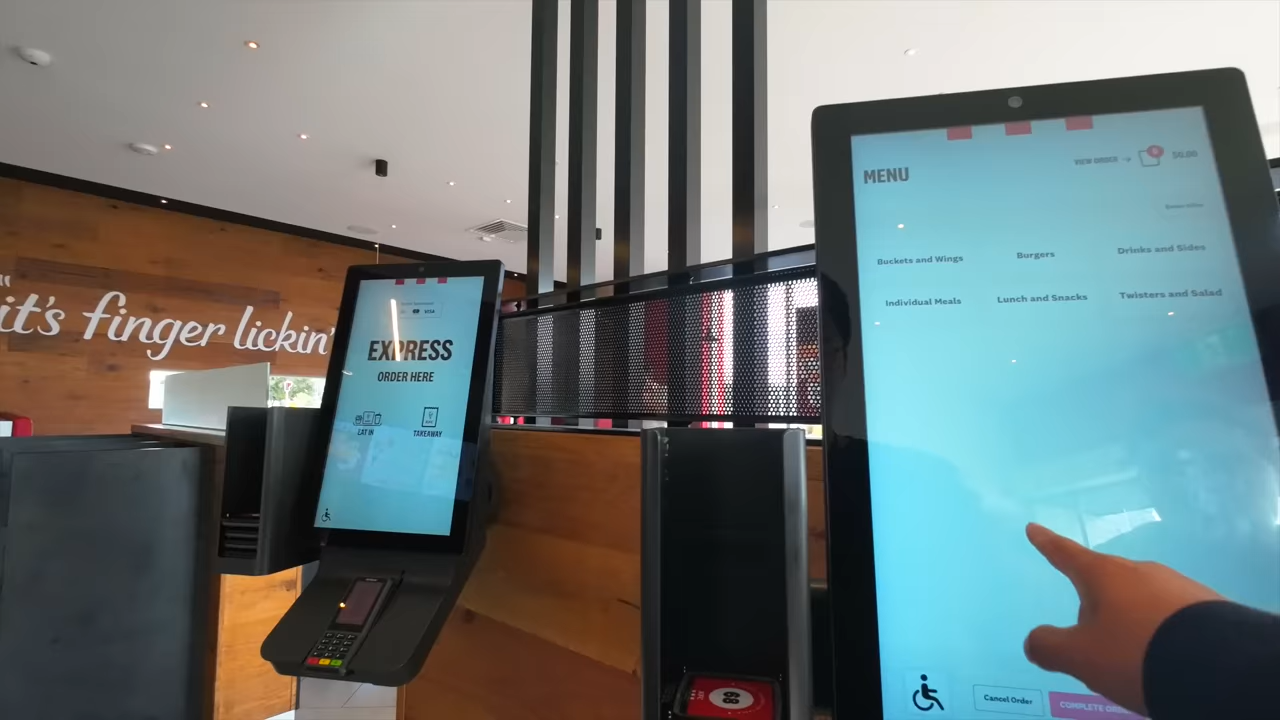 it's finger lickin'
VISA
EXPRESS
ORDER HERE
EAT IN
TAKEAWAY
MENU
VIEW ORDER
$0.00
Buckets and Wings
Burgers
Drinks and Sides
Individual Meals
Lunch and Snacks
Twisters and Salad
Cancel Order
COMPLETE